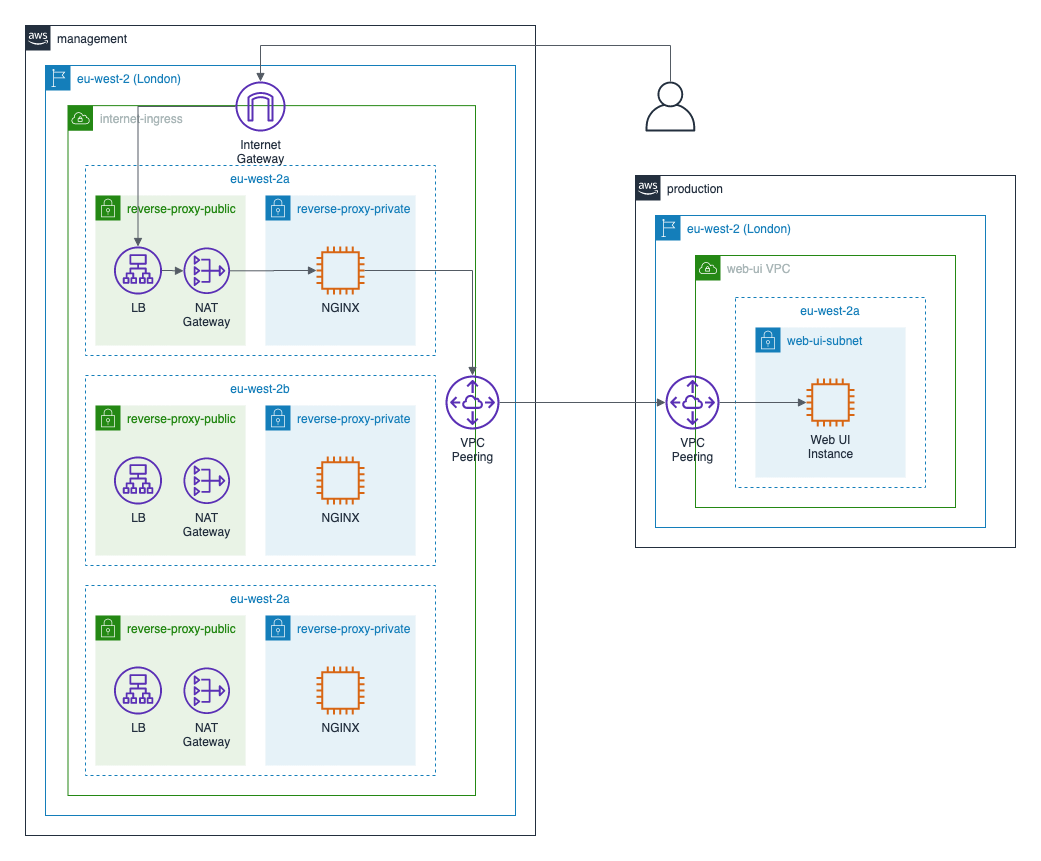 aws
management
eu-west-2 (London)
internet-ingress
Internet
Gateway
eu-west-2a
reverse-proxy-public
reverse-proxy-private
LB
NAT
Gateway
NGINX
eu-west-2b
reverse-proxy-public
reverse-proxy-private
LB
NAT
Gateway
NGINX
eu-west-2a
reverse-proxy-public
reverse-proxy-private
LB
NAT
Gateway
NGINX
VPC
Peering
aws
production
eu-west-2 (London)
web-ui VPC
eu-west-2a
web-ui-subnet
VPC
Peering
Web UI
Instance